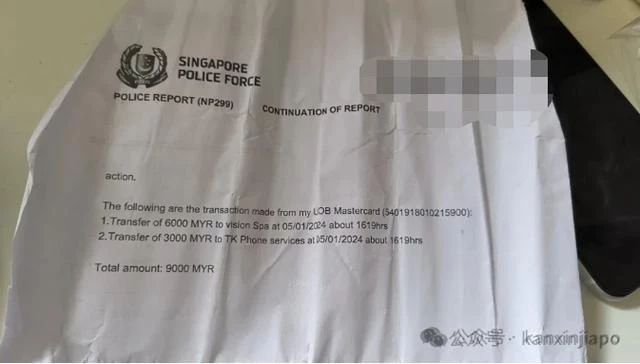 SINGAPORE
POLICE FORCE
POLICE REPORT (NP299)
CONTINUATION OF REPORT
action.
The following are the transaction made from my LOB Mastercard (5401918010215900):
1.Transfer of 6000 MYR to vision Spa at 05/01/2024 about 1619hrs
2.Transfer of 3000 MYR to TK Phone services at 05/01/2024 about 1619hrs
Total amount: 9000 MYR
公众号 · kanxinjiapo